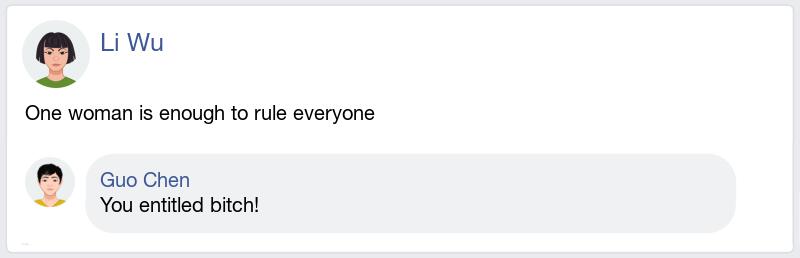 Li Wu
One woman is enough to rule everyone
Guo Chen
You entitled bitch!